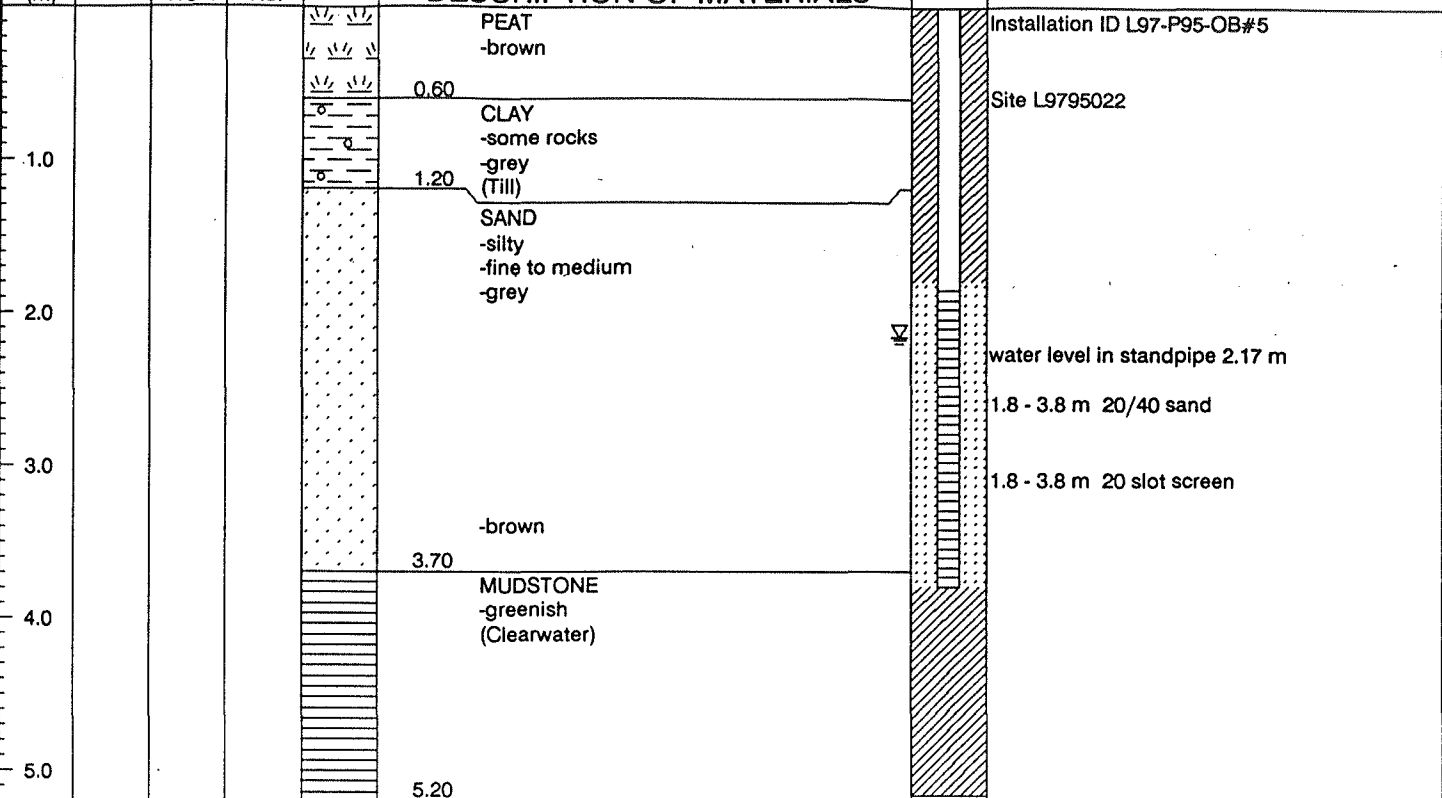 DESCRIPTION OF MATERIALS
PEAT
-brown
0.60
CLAY
-some rocks
-grey
(Till)
1.20
SAND
-silty
-fine to medium
-grey
-brown
3.70
MUDSTONE
-greenish
(Clearwater)
5.20
1.0
2.0
3.0
4.0
5.0
Installation ID L97-P95-OB#5
Site L9795022
water level in standpipe 2.17 m
1.8 - 3.8 m 20/40 sand
1.8 - 3.8 m 20 slot screen